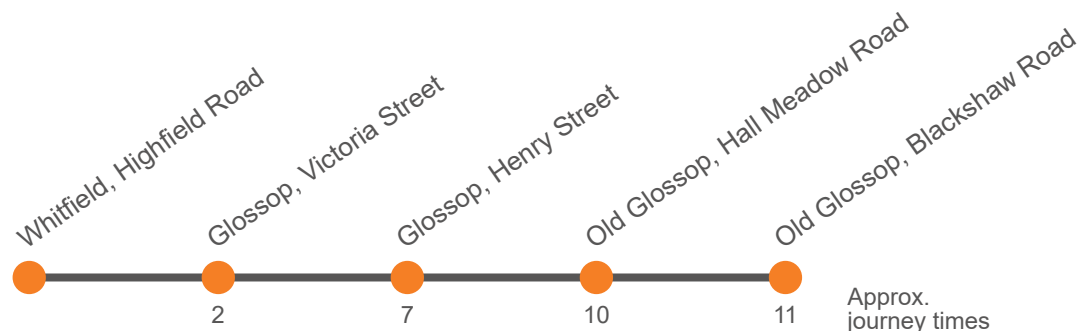 Whitfield, Highfield Road
Glossop, Victoria Street
Glossop, Henry Street
Old Glossop, Hall Meadow Road
Old Glossop, Blackshaw Road
2
7
10
11
Approx.
journey times